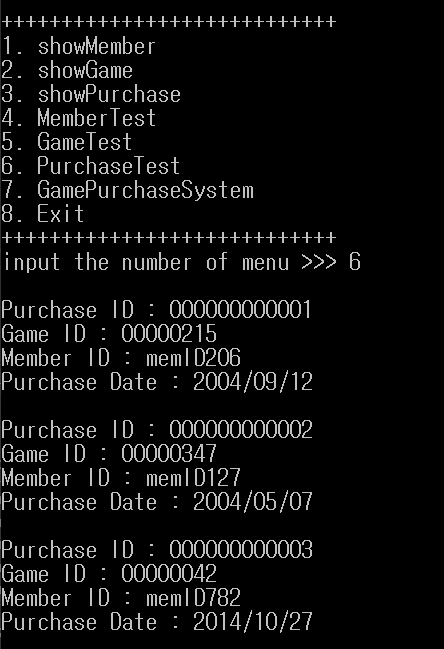 ++++++++++++++++++++++++++++
1. showMember
2. showGame
3. showPurchase
4. MemberTest
5. GameTest
6. PurchaseTest
7. GamePurchaseSystem
8. Exit
++++++++++++++++++++++++++++
input the number of menu >>> 6
Purchase ID : 000000000001
Game ID : 00000215
Member ID : memID206
Purchase Date : 2004/09/12
Purchase ID : 000000000002
Game ID : 00000347
Member ID : memID127
Purchase Date : 2004/05/07
Purchase ID : 000000000003
Game ID : 00000042
Member ID : memID782
Purchase Date : 2014/10/27